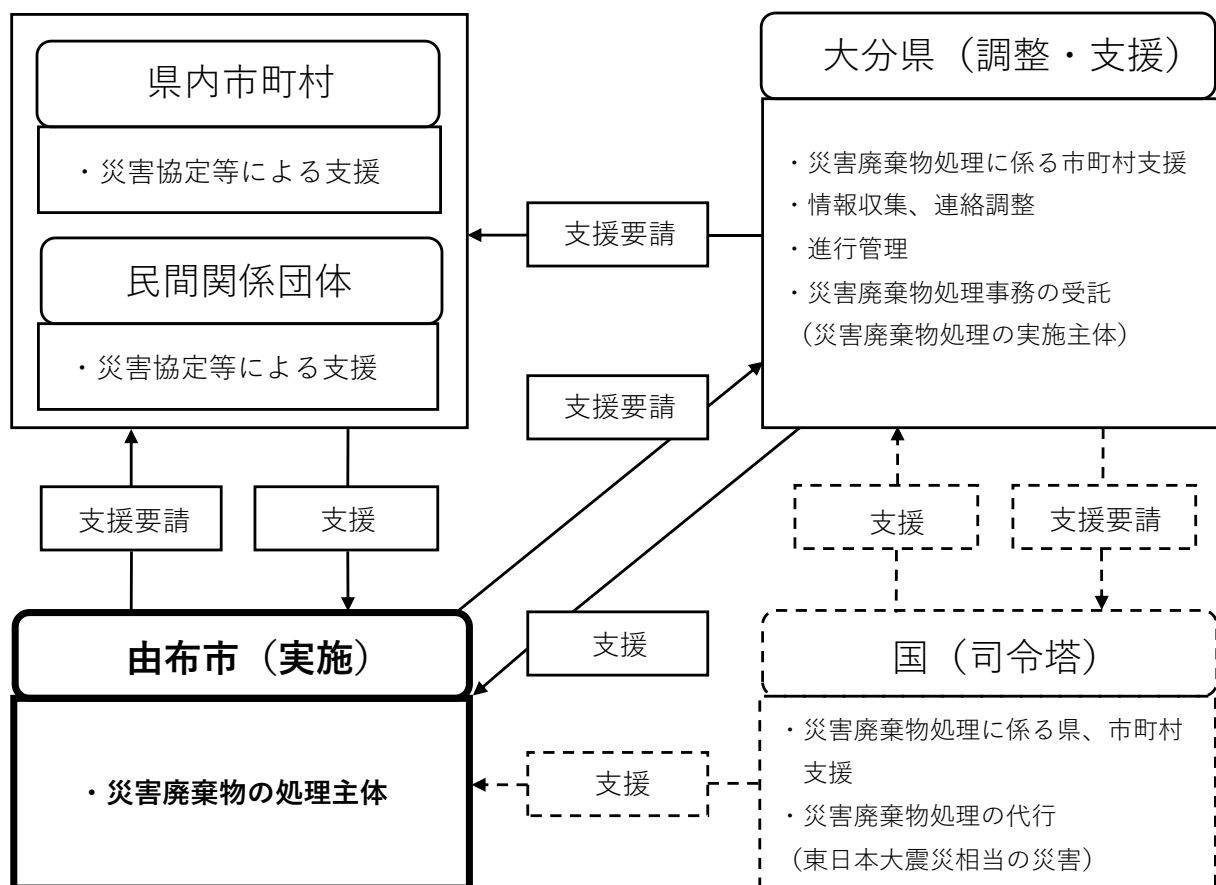 県内市町村
・災害協定等による支援
民間関係団体
・災害協定等による支援
大分県（調整・支援）
・災害廃棄物処理に係る市町村支援
・情報収集、連絡調整
・進行管理
・災害廃棄物処理事務の受託
（災害廃棄物処理の実施主体）
支援要請
支援要請
支援要請
支援
支援
支援要請
由布市（実施）
・災害廃棄物の処理主体
支援
支援
国（司令塔）
・災害廃棄物処理に係る県、市町村
支援
・災害廃棄物処理の代行
（東日本大震災相当の災害）